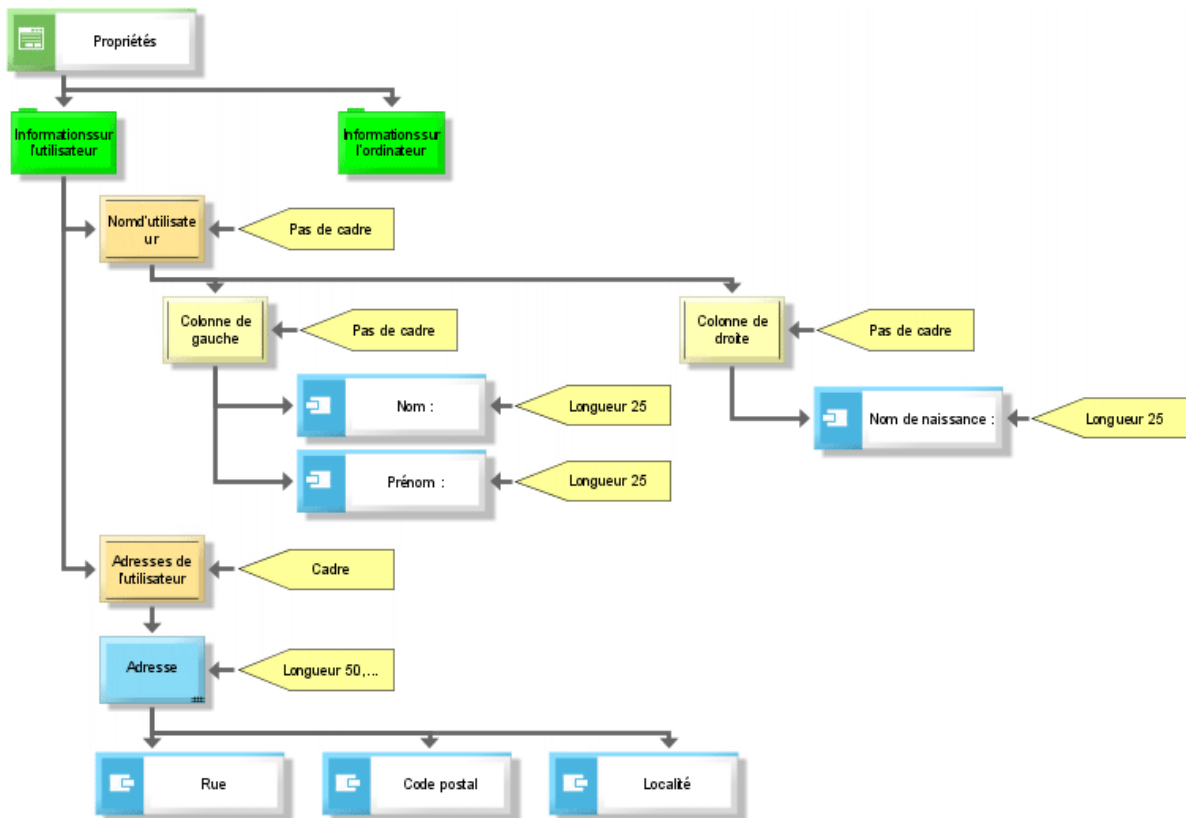 Propriétés
Informationssur
l'utilisateur
Informationssur
l'ordinateur
Nomd'utilisate
ur
Pas de cadre
Colonne de
gauche
Pas de cadre
Colonne de
droite
Pas de cadre
Nom :
Longueur 25
Nom de naissance :
Longueur 25
Prénom :
Longueur 25
Adresses de
l'utilisateur
Cadre
Adresse
Longueur 50,...
Rue
Code postal
Localité